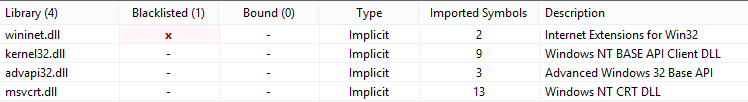 Library (4) Blacklisted (1) Bound (0) Type Imported Symbols Description
wininet.dll x - Implicit 2 Internet Extensions for Win32
kernel32.dll - - Implicit 9 Windows NT BASE API Client DLL
advapi32.dll - - Implicit 3 Advanced Windows 32 Base API
msvcrt.dll - - Implicit 13 Windows NT CRT DLL